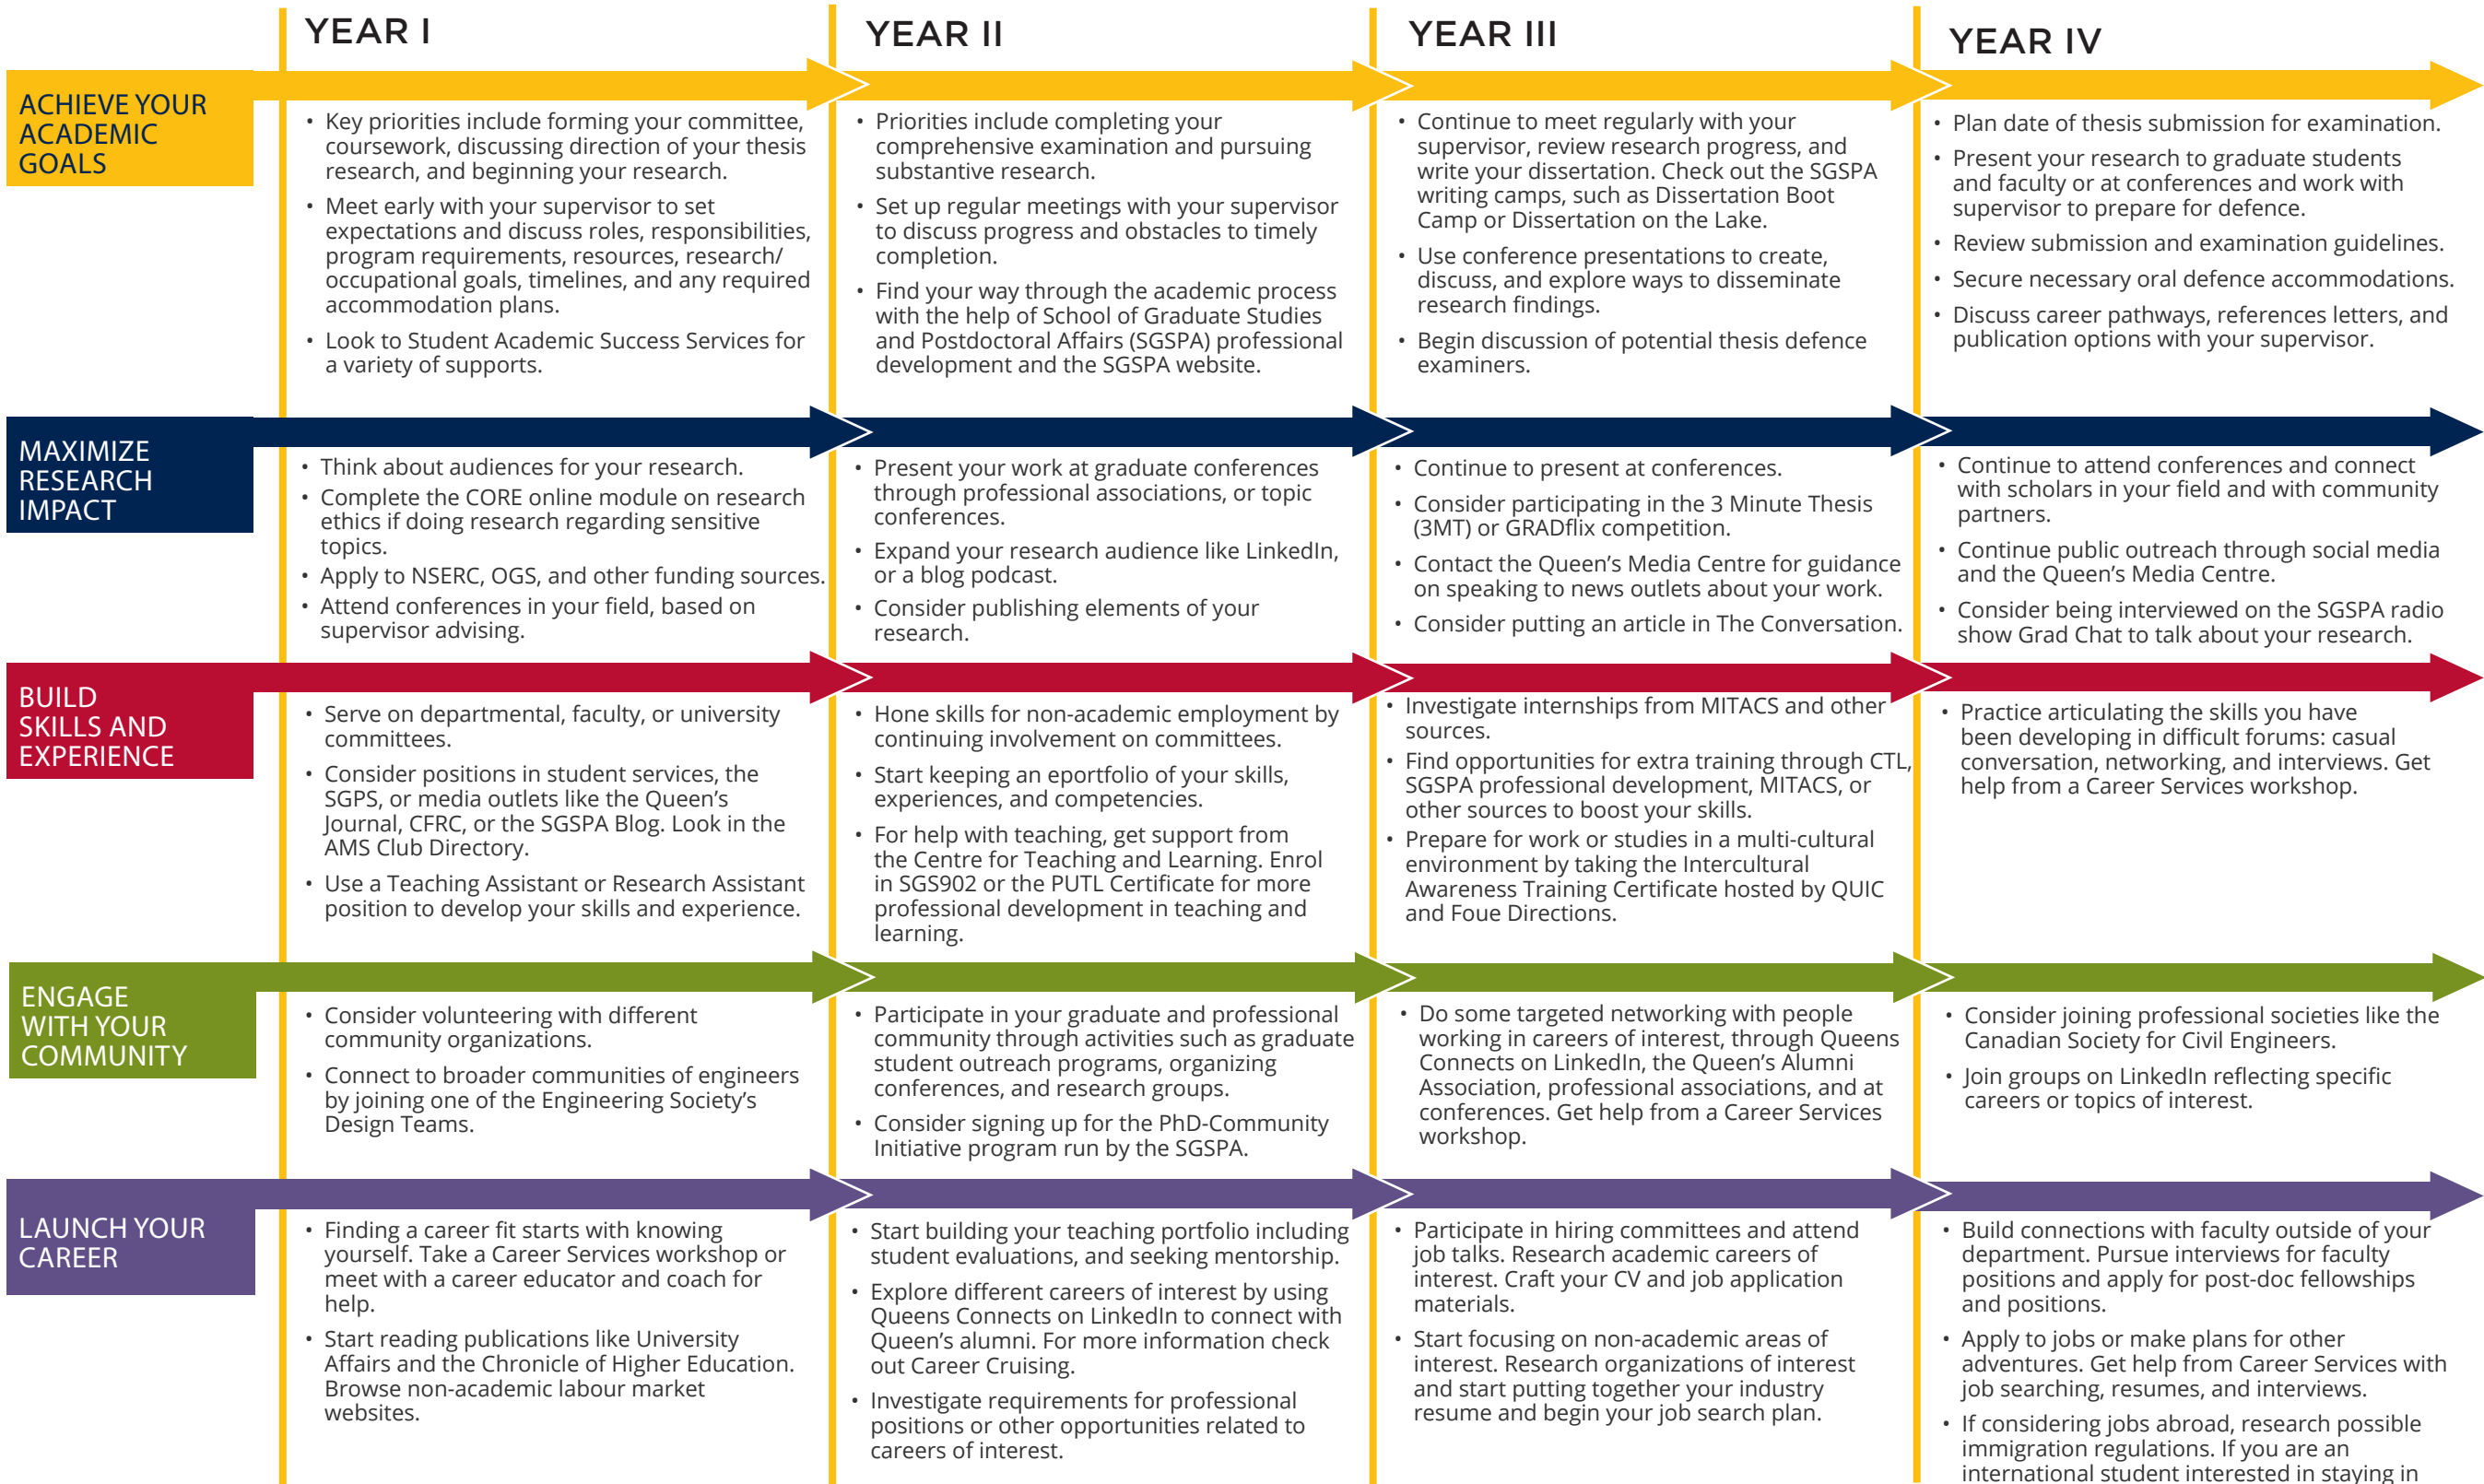 YEAR I
YEAR II
YEAR III
YEAR IV
ACHIEVE YOUR
ACADEMIC
GOALS
• Key priorities include forming your committee,
coursework, discussing direction of your thesis
research, and beginning your research.
• Meet early with your supervisor to set
expectations and discuss roles, responsibilities,
program requirements, resources, research/
occupational goals, timelines, and any required
accommodation plans.
• Look to Student Academic Success Services for
a variety of supports.
• Priorities include completing your
comprehensive examination and pursuing
substantive research.
• Set up regular meetings with your supervisor
to discuss progress and obstacles to timely
completion.
• Find your way through the academic process
with the help of School of Graduate Studies
and Postdoctoral Affairs (SGSPA) professional
development and the SGSPA website.
• Continue to meet regularly with your
supervisor, review research progress, and
write your dissertation. Check out the SGSPA
writing camps, such as Dissertation Boot
Camp or Dissertation on the Lake.
• Use conference presentations to create,
discuss, and explore ways to disseminate
research findings.
• Begin discussion of potential thesis defence
examiners.
• Plan date of thesis submission for examination.
• Present your research to graduate students
and faculty or at conferences and work with
supervisor to prepare for defence.
• Review submission and examination guidelines.
• Secure necessary oral defence accommodations.
• Discuss career pathways, references letters, and
publication options with your supervisor.
MAXIMIZE
RESEARCH
IMPACT
• Think about audiences for your research.
• Complete the CORE online module on research
ethics if doing research regarding sensitive
topics.
• Apply to NSERC, OGS, and other funding sources.
• Attend conferences in your field, based on
supervisor advising.
• Present your work at graduate conferences
through professional associations, or topic
conferences.
• Expand your research audience like LinkedIn,
or a blog podcast.
• Consider publishing elements of your
research.
• Continue to present at conferences.
• Consider participating in the 3 Minute Thesis
(3MT) or GRADflix competition.
• Contact the Queen's Media Centre for guidance
on speaking to news outlets about your work.
• Consider putting an article in The Conversation.
• Continue to attend conferences and connect
with scholars in your field and with community
partners.
• Continue public outreach through social media
and the Queen's Media Centre.
• Consider being interviewed on the SGSPA radio
show Grad Chat to talk about your research.
BUILD
SKILLS AND
EXPERIENCE
• Serve on departmental, faculty, or university
committees.
• Consider positions in student services, the
SGPS, or media outlets like the Queen's
Journal, CFRC, or the SGSPA Blog. Look in the
AMS Club Directory.
• Use a Teaching Assistant or Research Assistant
position to develop your skills and experience.
• Hone skills for non-academic employment by
continuing involvement on committees.
• Start keeping an eportfolio of your skills,
experiences, and competencies.
• For help with teaching, get support from
the Centre for Teaching and Learning. Enrol
in SGS902 or the PUTL Certificate for more
professional development in teaching and
learning.
• Investigate internships from MITACS and other
sources.
• Find opportunities for extra training through CTL,
SGSPA professional development, MITACS, or
other sources to boost your skills.
• Prepare for work or studies in a multi-cultural
environment by taking the Intercultural
Awareness Training Certificate hosted by QUIC
and Foue Directions.
• Practice articulating the skills you have
been developing in difficult forums: casual
conversation, networking, and interviews. Get
help from a Career Services workshop.
ENGAGE
WITH YOUR
COMMUNITY
• Consider volunteering with different
community organizations.
• Connect to broader communities of engineers
by joining one of the Engineering Society's
Design Teams.
• Participate in your graduate and professional
community through activities such as graduate
student outreach programs, organizing
conferences, and research groups.
• Consider signing up for the PhD-Community
Initiative program run by the SGSPA.
• Do some targeted networking with people
working in careers of interest, through Queens
Connects on LinkedIn, the Queen's Alumni
Association, professional associations, and at
conferences. Get help from a Career Services
workshop.
• Consider joining professional societies like the
Canadian Society for Civil Engineers.
• Join groups on LinkedIn reflecting specific
careers or topics of interest.
LAUNCH YOUR
CAREER
• Finding a career fit starts with knowing
yourself. Take a Career Services workshop or
meet with a career educator and coach for
help.
• Start reading publications like University
Affairs and the Chronicle of Higher Education.
Browse non-academic labour market
websites.
• Start building your teaching portfolio including
student evaluations, and seeking mentorship.
• Explore different careers of interest by using
Queens Connects on LinkedIn to connect with
Queen's alumni. For more information check
out Career Cruising.
• Investigate requirements for professional
positions or other opportunities related to
careers of interest.
• Participate in hiring committees and attend
job talks. Research academic careers of
interest. Craft your CV and job application
materials.
• Start focusing on non-academic areas of
interest. Research organizations of interest
and start putting together your industry
resume and begin your job search plan.
• Build connections with faculty outside of your
department. Pursue interviews for faculty
positions and apply for post-doc fellowships
and positions.
• Apply to jobs or make plans for other
adventures. Get help from Career Services with
job searching, resumes, and interviews.
• If considering jobs abroad, research possible
immigration regulations. If you are an
international student interested in staying in